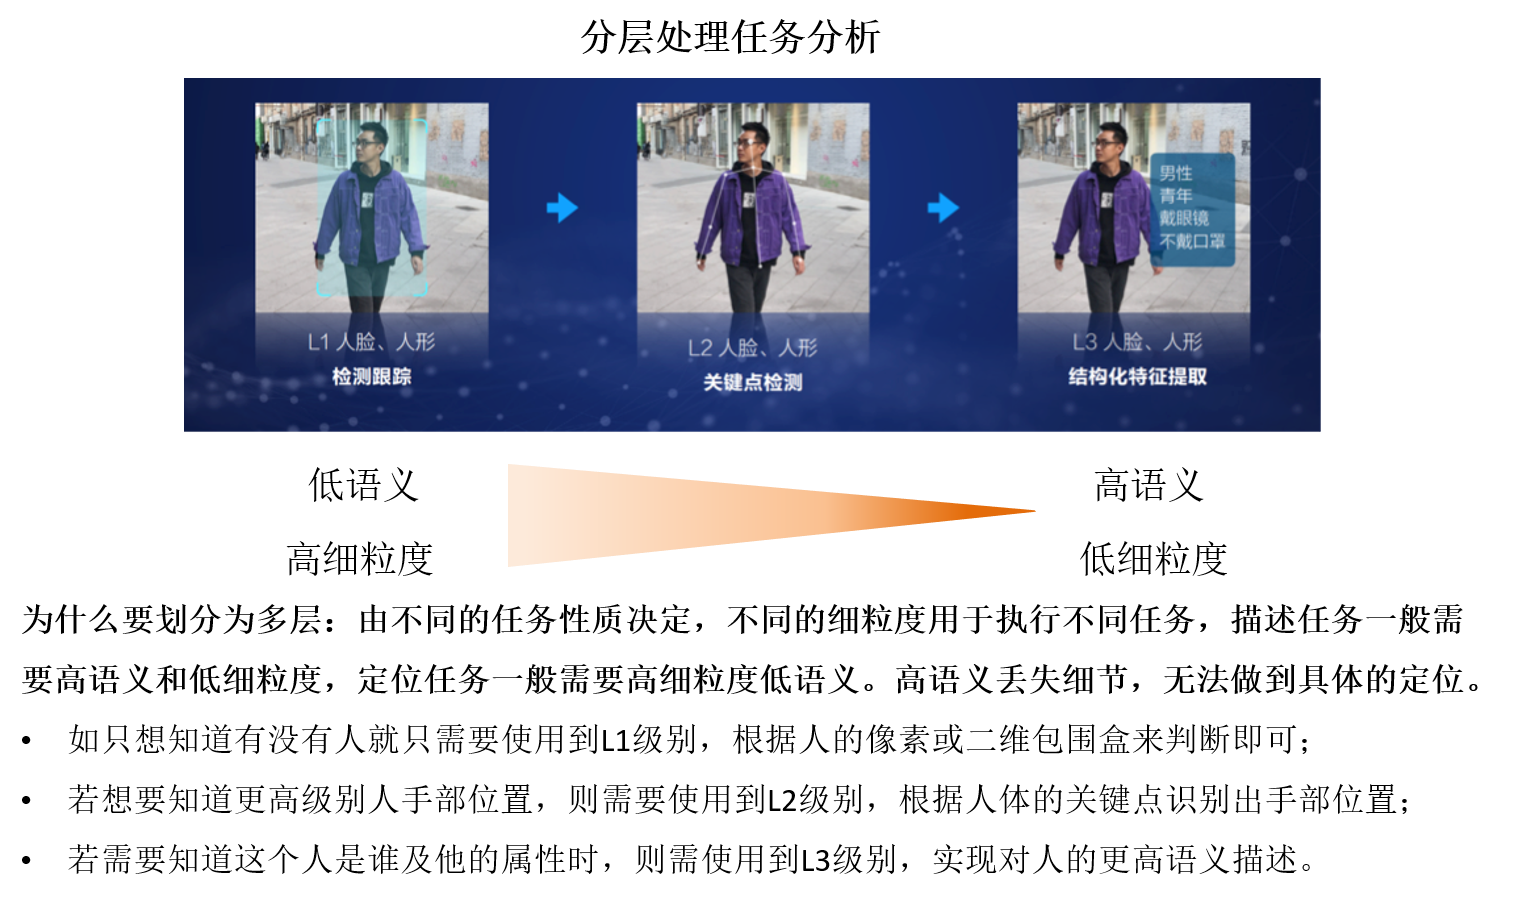 分层处理任务分析
男性
青年
戴眼镜
不戴口罩
L1 人脸、人形
检测跟踪
L2 人脸、人形
关键点检测
L3 人脸、人形
结构化特征提取
低语义
高语义
高细粒度
低细粒度
为什么要划分为多层：由不同的任务性质决定，不同的细粒度用于执行不同任务，描述任务一般需
要高语义和低细粒度，定位任务一般需要高细粒度低语义。高语义丢失细节，无法做到具体的定位。
• 如只想知道有没有人就只需要使用到L1级别，根据人的像素或二维包围盒来判断即可；
• 若想要知道更高级别人手部位置，则需要使用到L2级别，根据人体的关键点识别出手部位置；
• 若需要知道这个人是谁及他的属性时，则需使用到L3级别，实现对人的更高语义描述。